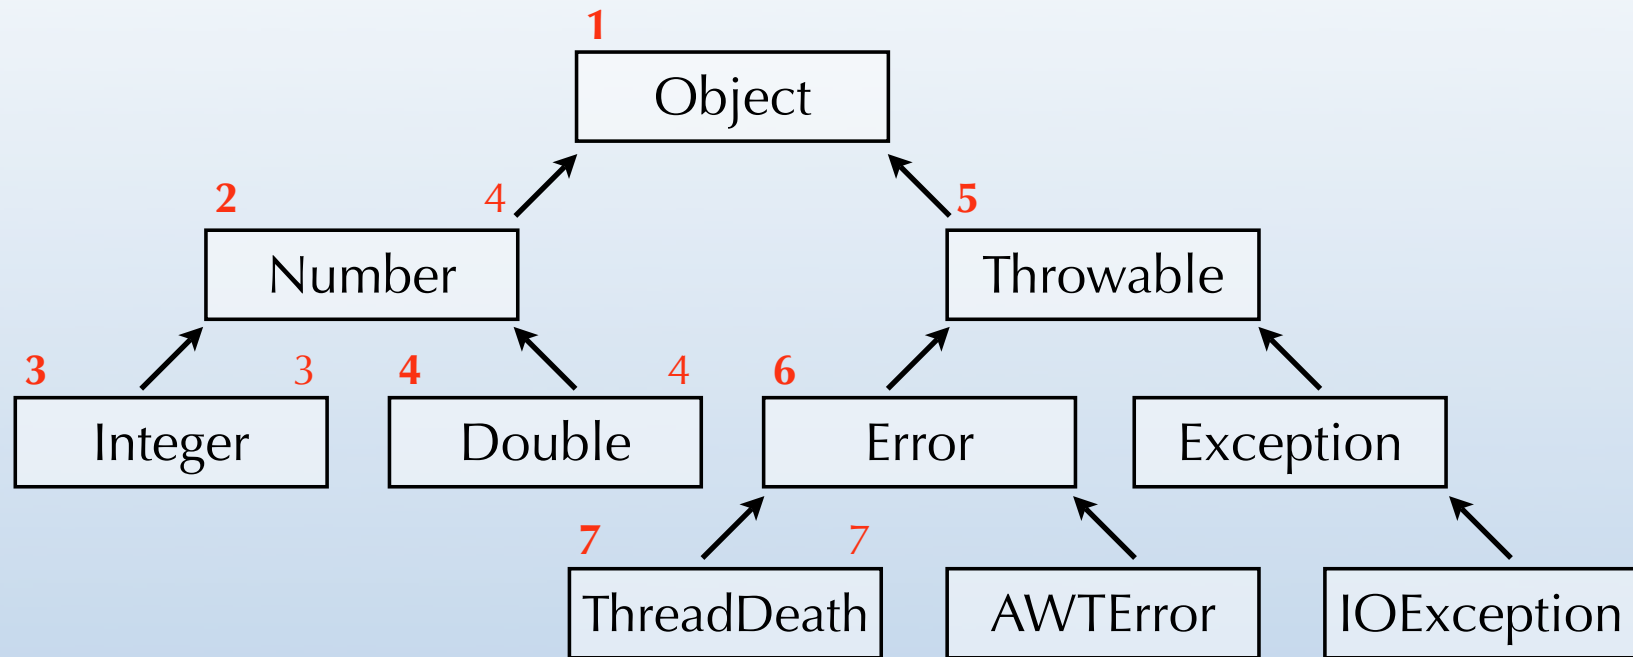 1
Object
2 4 5
Number Throwable
3 3 4 4 6
Integer Double Error Exception
7 7
ThreadDeath AWTError IOException